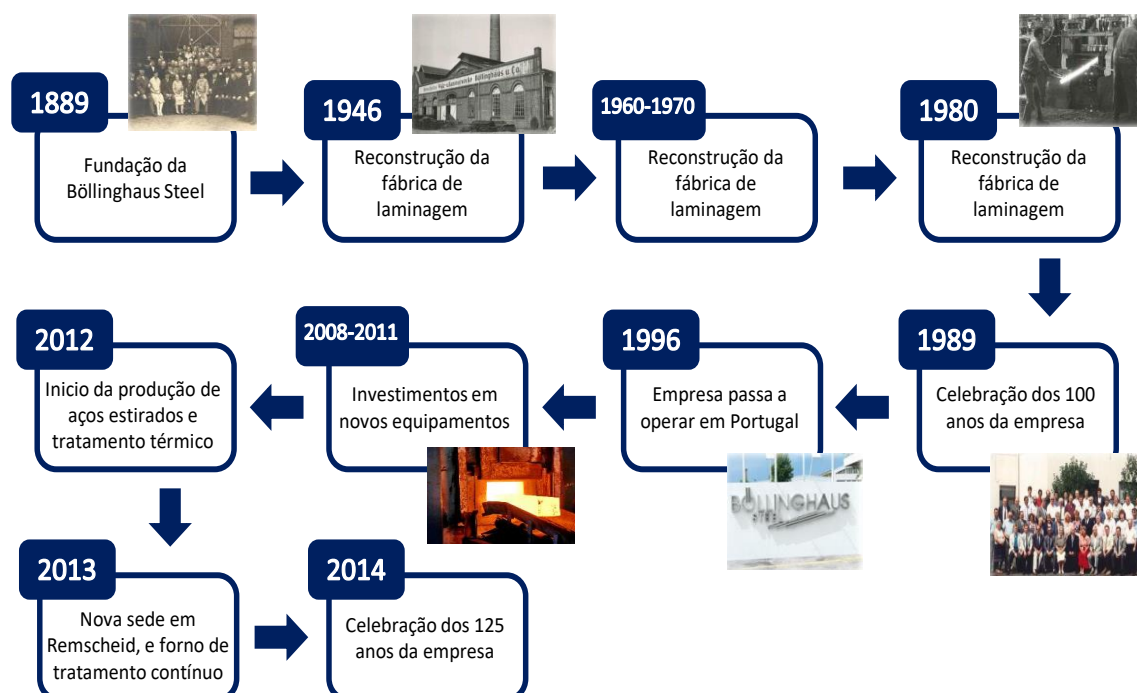 1889
Fundação da
Böllinghaus Steel
1946
Reconstrução da
fábrica de
laminagem
1960-1970
Reconstrução da
fábrica de
laminagem
1980
Reconstrução da
fábrica de
laminagem
1989
Celebração dos 100
anos da empresa
1996
Empresa passa a
operar em Portugal
BÖLLINGHAUS
STEEL
2008-2011
Investimentos em
novos equipamentos
2012
Inicio da produção de
aços estirados e
tratamento térmico
2013
Nova sede em
Remscheid, e forno de
tratamento contínuo
2014
Celebração dos 125
anos da empresa